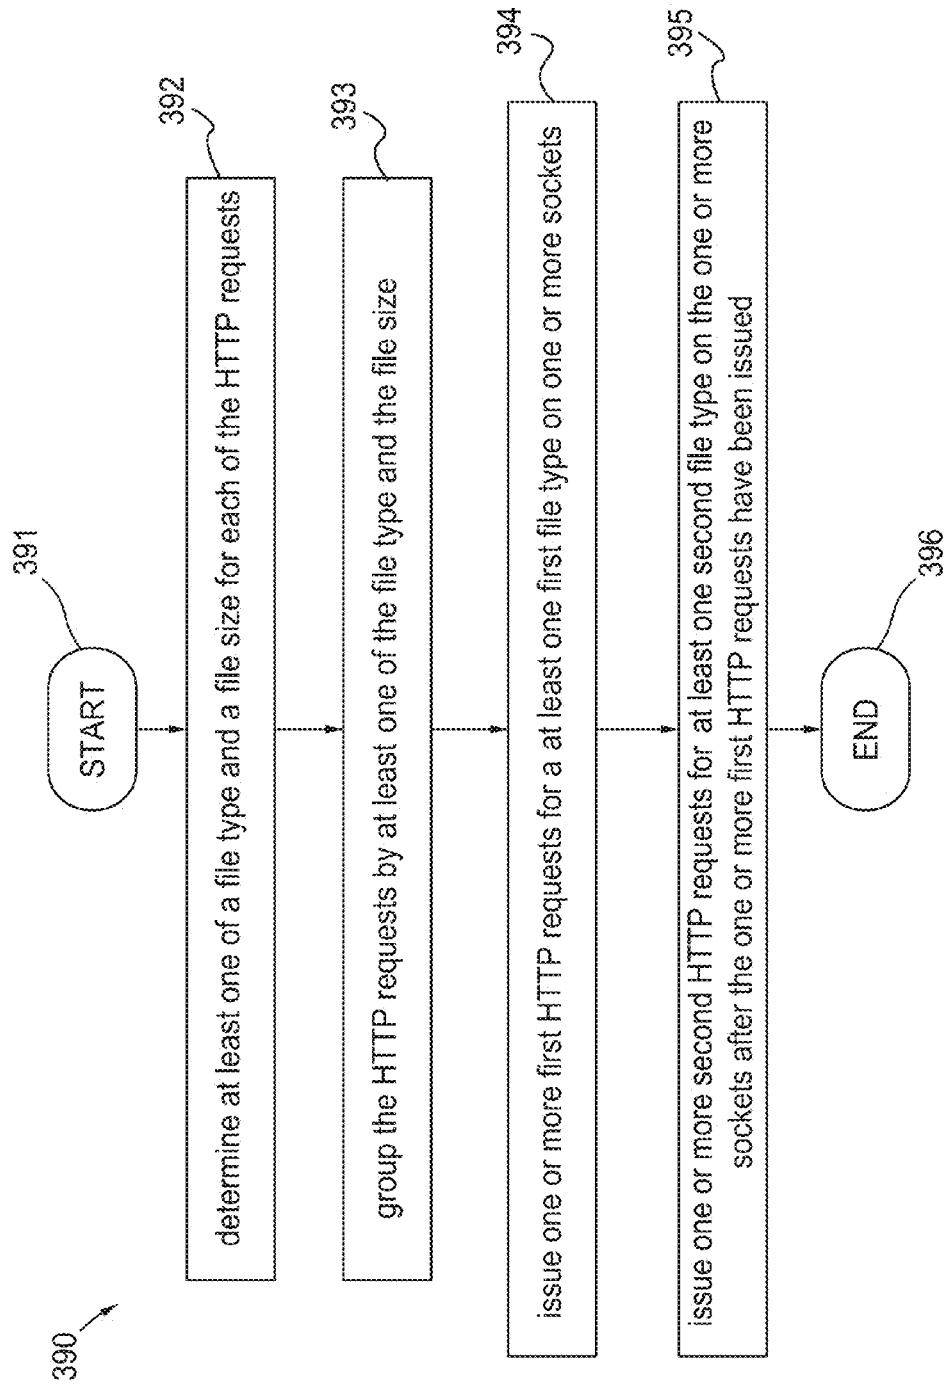 390
START
391
determine at least one of a file type and a file size for each of the HTTP requests
392
group the HTTP requests by at least one of the file type and the file size
393
issue one or more first HTTP requests for a at least one first file type on one or more sockets
394
issue one or more second HTTP requests for at least one second file type on the one or more
sockets after the one or more first HTTP requests have been issued
395
END
396